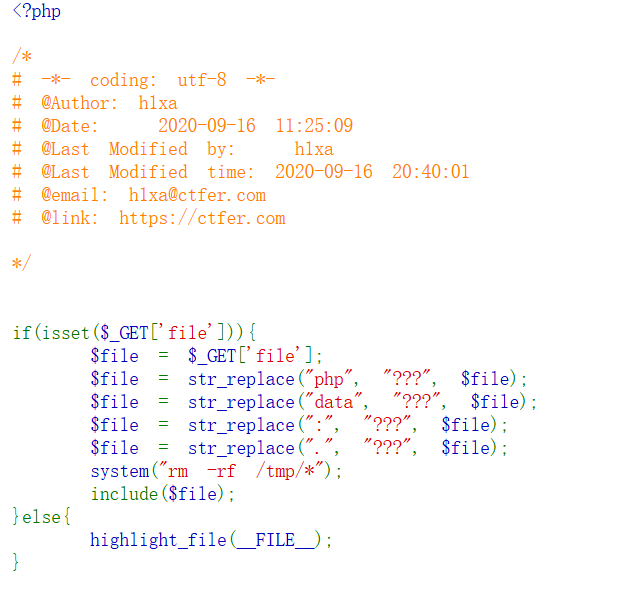 <?php
/*
# -*- coding: utf-8 -*-
# @Author: hlxa
# @Date: 2020-09-16 11:25:09
# @Last Modified by: hlxa
# @Last Modified time: 2020-09-16 20:40:01
# @email: hlxa@ctfer.com
# @link: https://ctfer.com
*/
if(isset($_GET['file'])){
$file = $_GET['file'];
$file = str_replace("php", "???", $file);
$file = str_replace("data", "???", $file);
$file = str_replace(":", "???", $file);
$file = str_replace(".", "???", $file);
system("rm -rf /tmp/*");
include($file);
}else{
highlight_file(__FILE__);
}